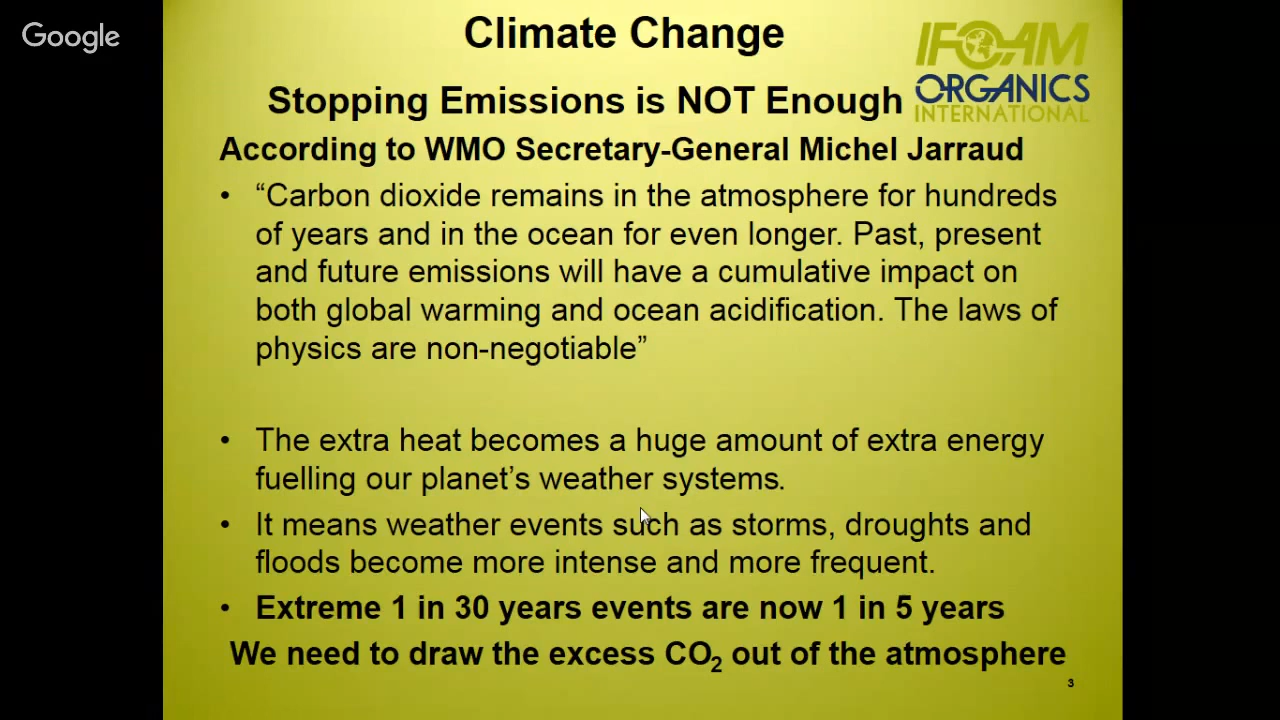 Google
Climate Change
IFOAM
ORGANICS
INTERNATIONAL
Stopping Emissions is NOT Enough
According to WMO Secretary-General Michel Jarraud
• “Carbon dioxide remains in the atmosphere for hundreds
of years and in the ocean for even longer. Past, present
and future emissions will have a cumulative impact on
both global warming and ocean acidification. The laws of
physics are non-negotiable”
• The extra heat becomes a huge amount of extra energy
fuelling our planet’s weather systems.
• It means weather events such as storms, droughts and
floods become more intense and more frequent.
• Extreme 1 in 30 years events are now 1 in 5 years
We need to draw the excess CO₂ out of the atmosphere
3